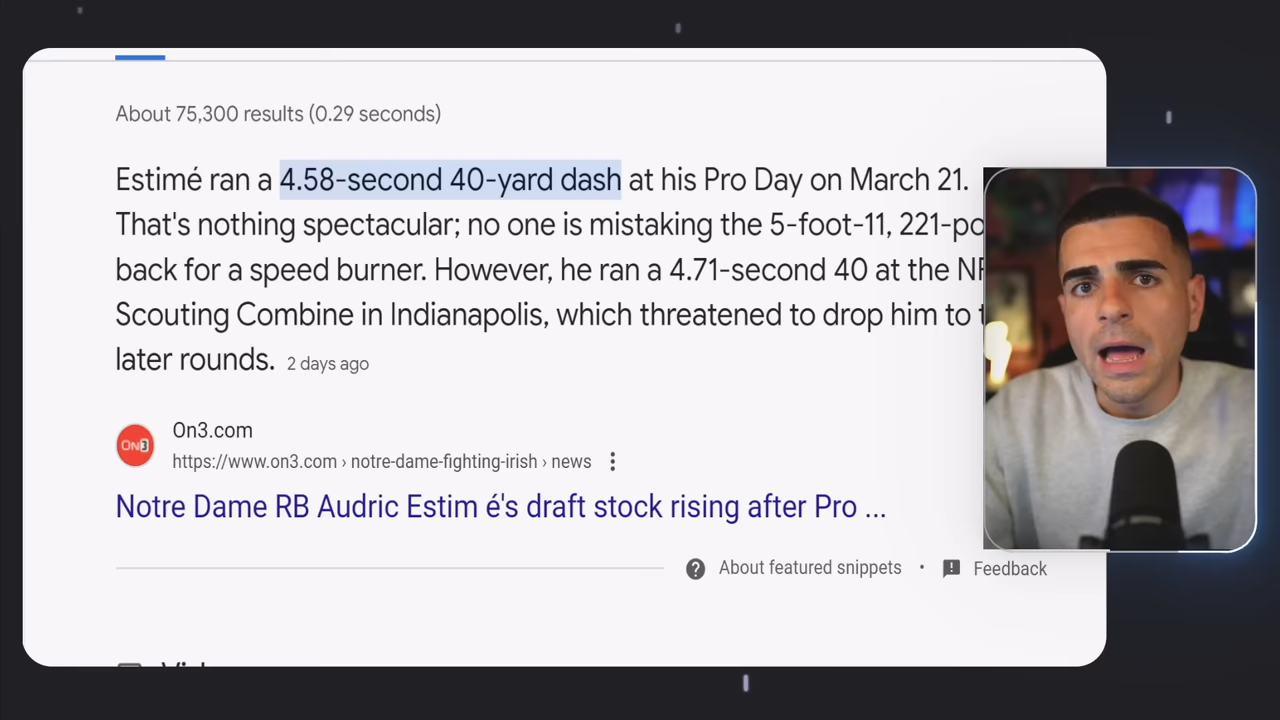 About 75,300 results (0.29 seconds)
Estimé ran a 4.58-second 40-yard dash at his Pro Day on March 21.
That's nothing spectacular; no one is mistaking the 5-foot-11, 221-po
back for a speed burner. However, he ran a 4.71-second 40 at the NF
Scouting Combine in Indianapolis, which threatened to drop him to t
later rounds. 2 days ago
On3
On3.com
https://www.on3.com › notre-dame-fighting-irish › news
Notre Dame RB Audric Estim é's draft stock rising after Pro ...
About featured snippets • Feedback